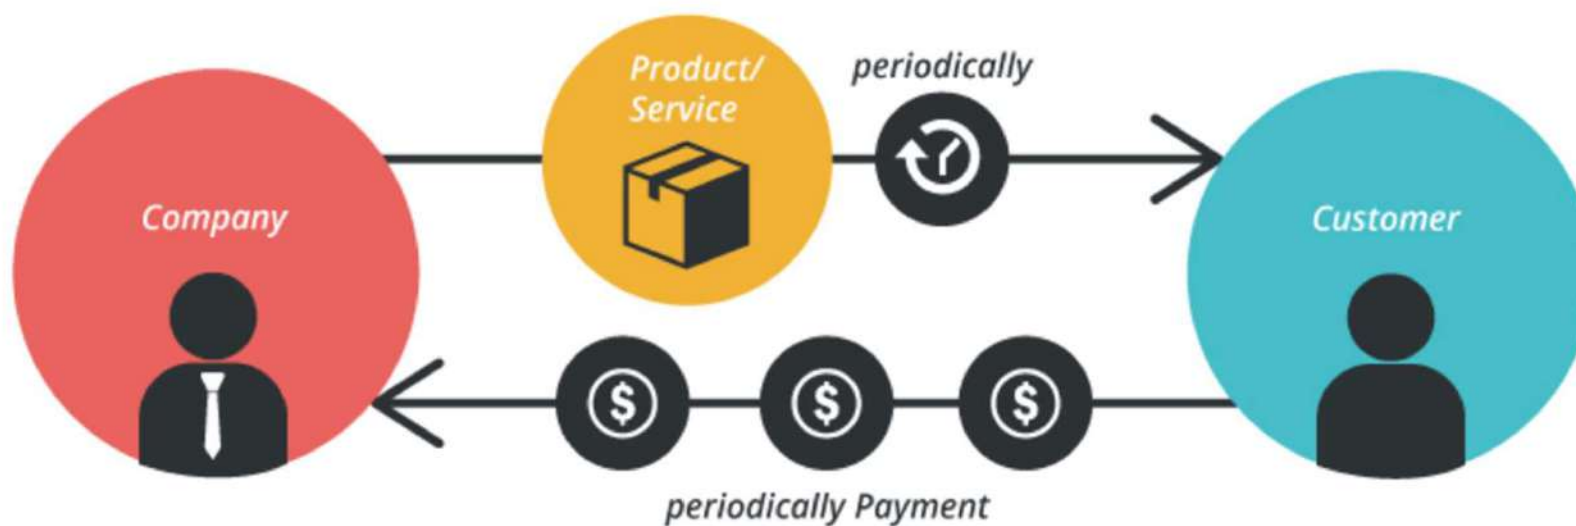 Product/
Service
periodically
Company
Customer
$ $ $
periodically Payment